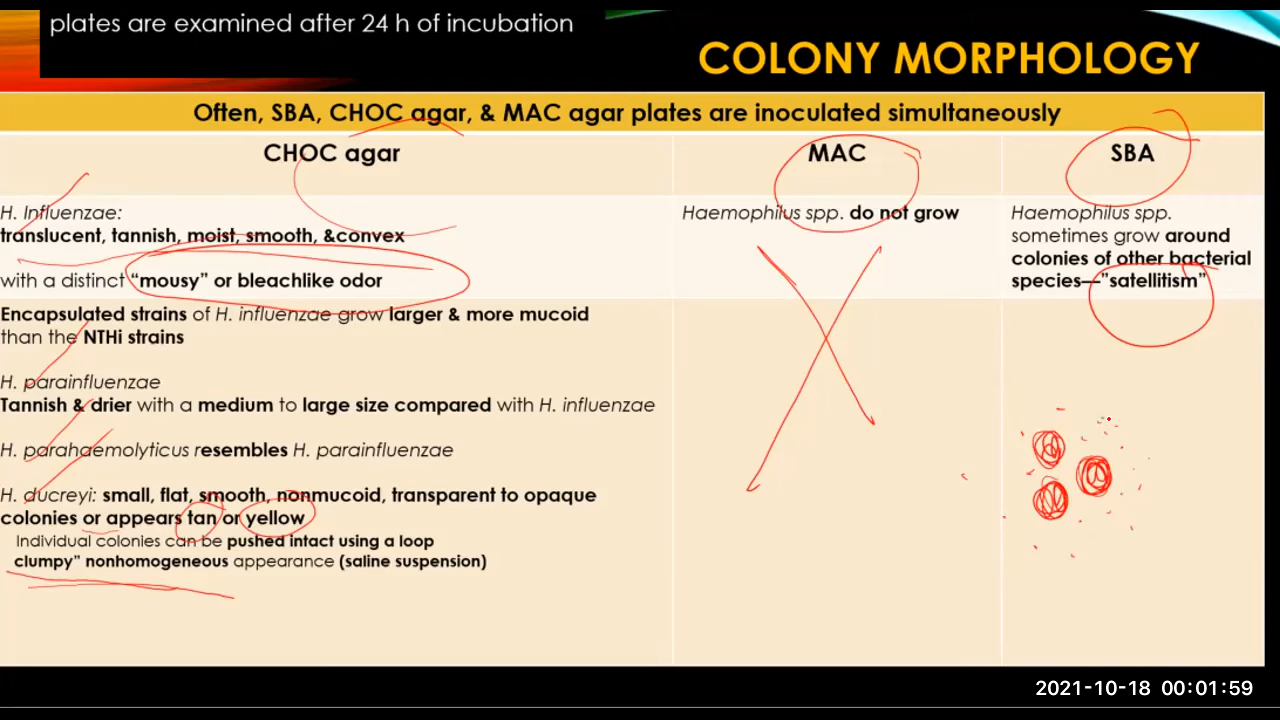 plates are examined after 24 h of incubation
COLONY MORPHOLOGY
Often, SBA, CHOC agar, & MAC agar plates are inoculated simultaneously
CHOC agar
MAC
SBA
H. Influenzae:
translucent, tannish, moist, smooth, &convex
with a distinct “mousy” or bleachlike odor
Haemophilus spp. do not grow
Haemophilus spp.
sometimes grow around
colonies of other bacterial
species—”satellitism”
Encapsulated strains of H. influenzae grow larger & more mucoid
than the NTHi strains
H. parainfluenzae
Tannish & drier with a medium to large size compared with H. influenzae
H. parahaemolyticus resembles H. parainfluenzae
H. ducreyi: small, flat, smooth, nonmucoid, transparent to opaque
colonies or appears tan or yellow
Individual colonies can be pushed intact using a loop
clumpy” nonhomogeneous appearance (saline suspension)
2021-10-18 00:01:59